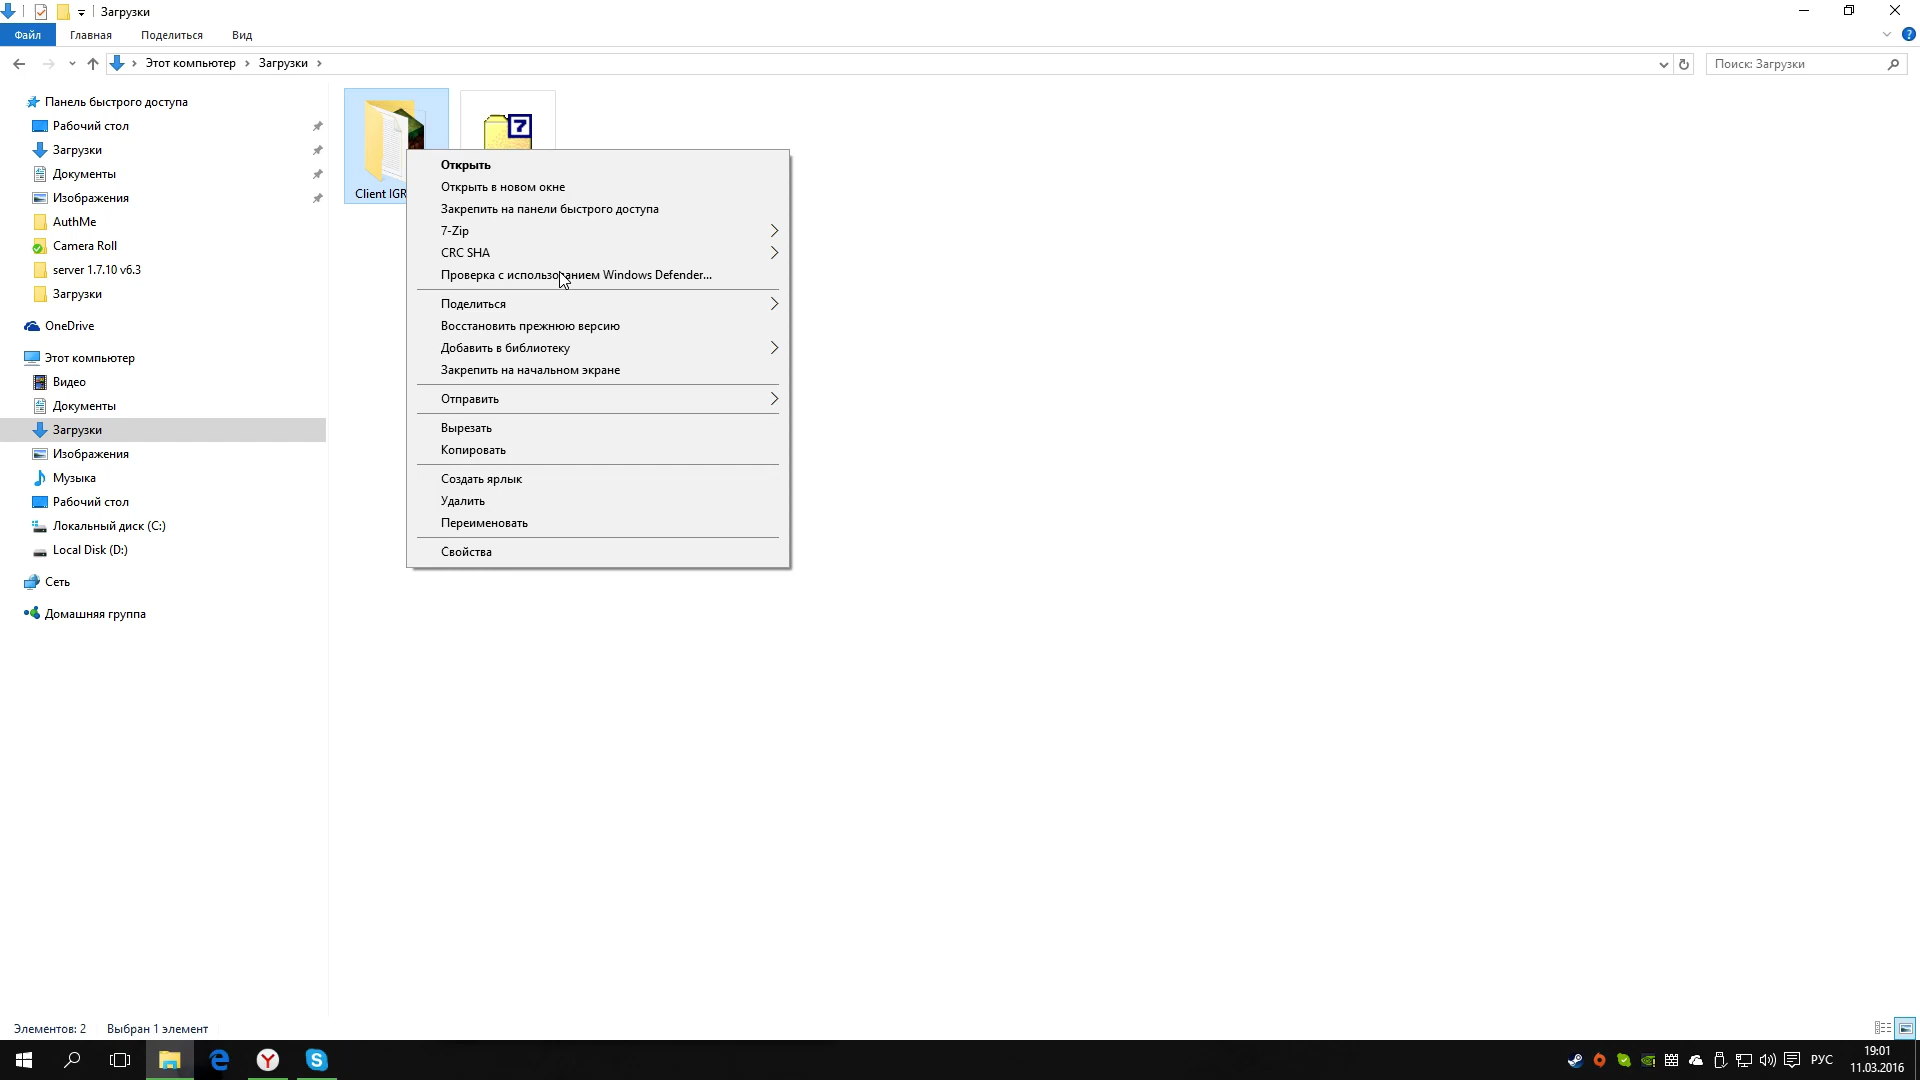 Загрузки
Файл
Главная
Поделиться
Вид
Этот компьютер
Загрузки
Поиск: Загрузки
Панель быстрого доступа
Рабочий стол
Загрузки
Документы
Изображения
AuthMe
Camera Roll
server 1.7.10 v6.3
Загрузки
OneDrive
Этот компьютер
Видео
Документы
Загрузки
Изображения
Музыка
Рабочий стол
Локальный диск (C:)
Local Disk (D:)
Сеть
Домашняя группа
Client IGR
7
Открыть
Открыть в новом окне
Закрепить на панели быстрого доступа
7-Zip
CRC SHA
Проверка с использованием Windows Defender...
Поделиться
Восстановить прежнюю версию
Добавить в библиотеку
Закрепить на начальном экране
Отправить
Вырезать
Копировать
Создать ярлык
Удалить
Переименовать
Свойства
Элементов: 2
Выбран 1 элемент
РУС
19:01
11.03.2016